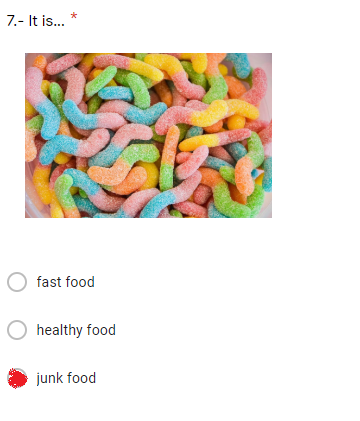 7.- It is... *
fast food
healthy food
junk food